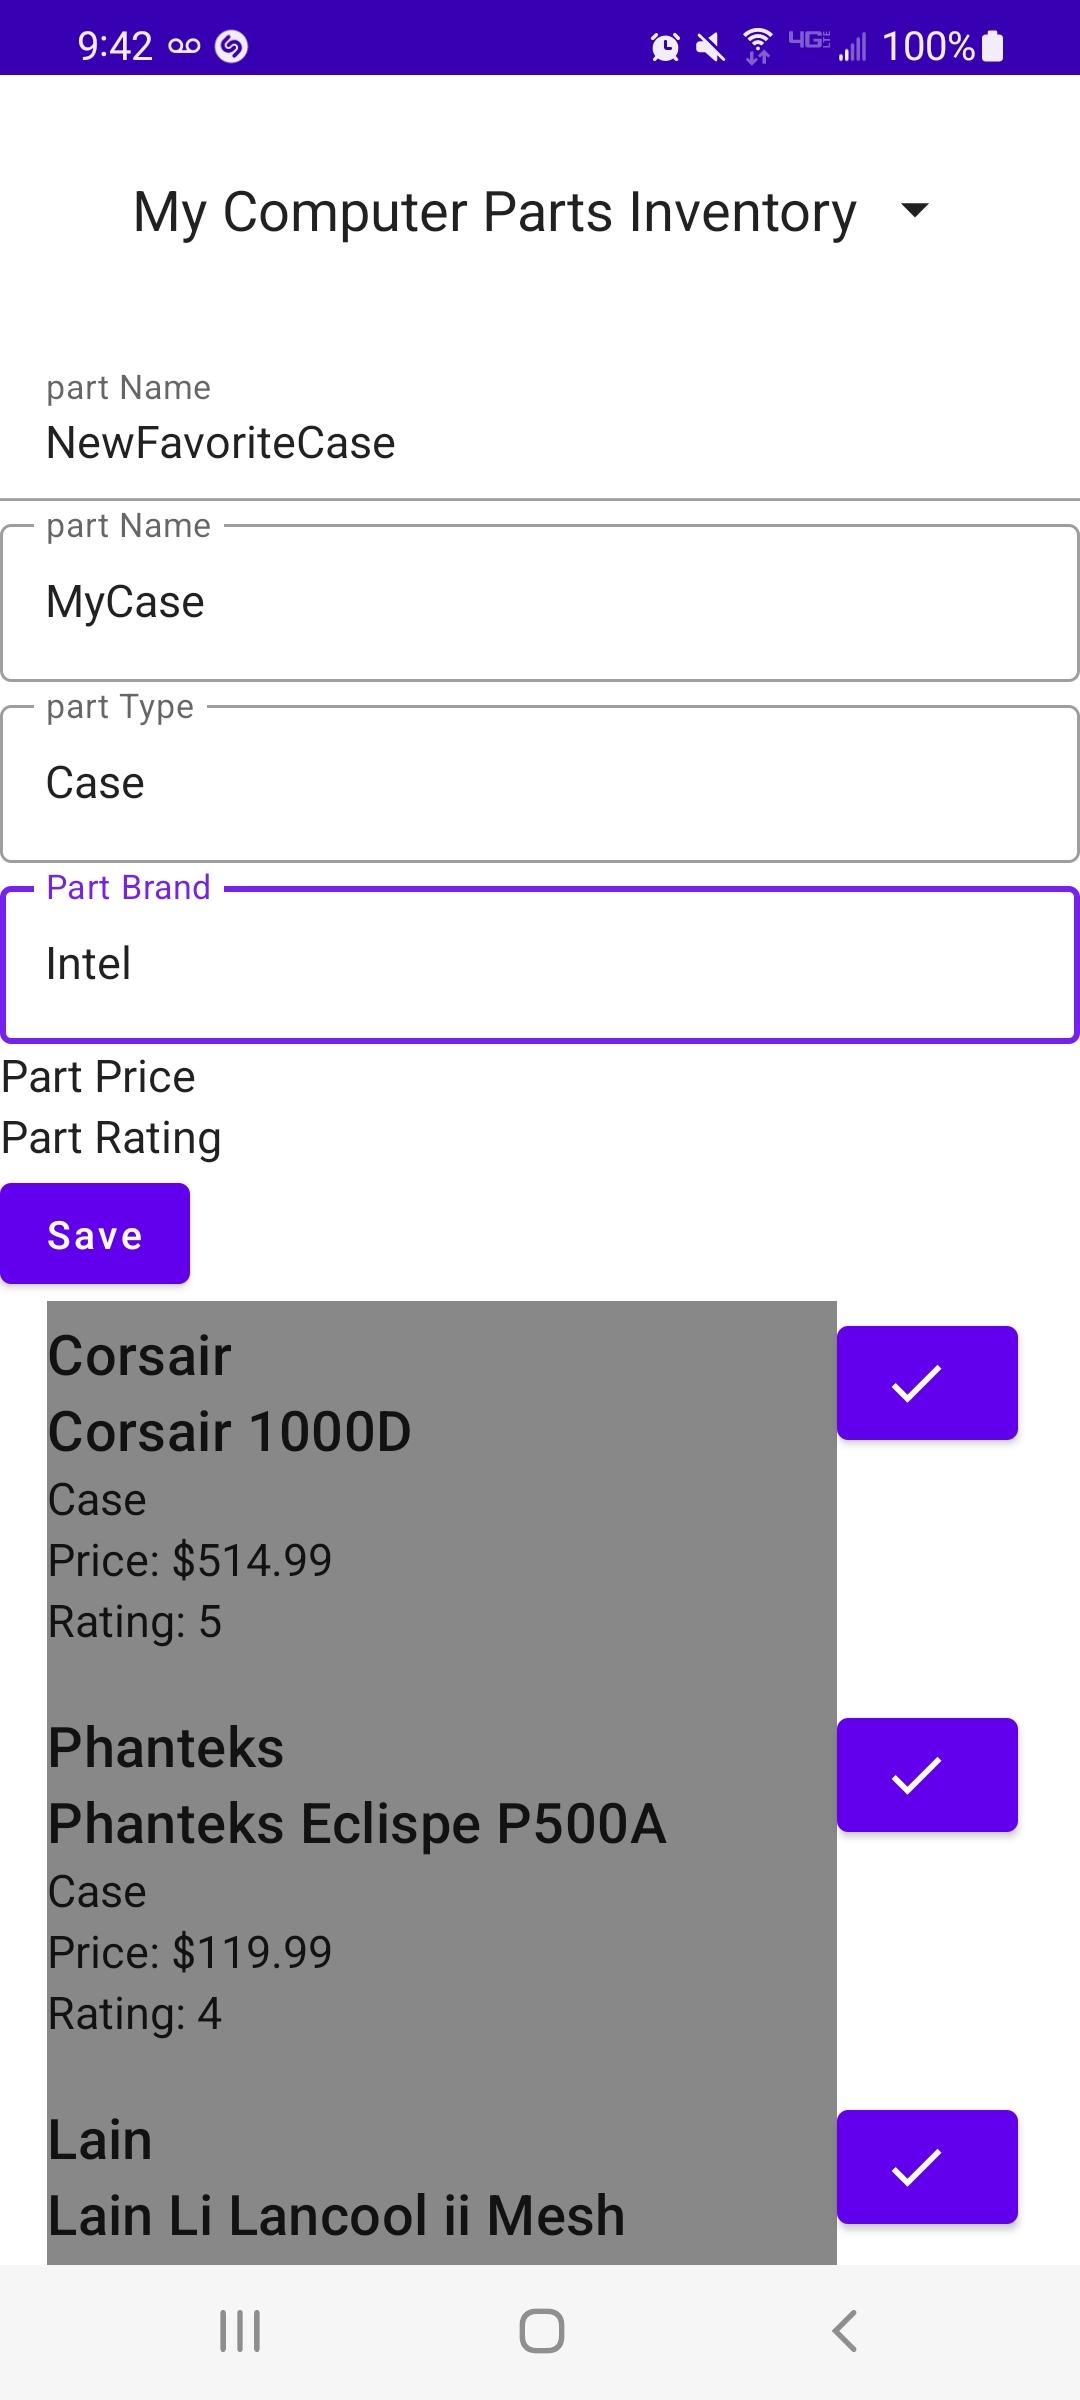 9:42 4G LTE 100%
My Computer Parts Inventory
part Name
NewFavoriteCase
part Name
MyCase
part Type
Case
Part Brand
Intel
Part Price
Part Rating
Save
Corsair
Corsair 1000D
Case
Price: $514.99
Rating: 5
Phanteks
Phanteks Eclispe P500A
Case
Price: $119.99
Rating: 4
Lain
Lain Li Lancool ii Mesh